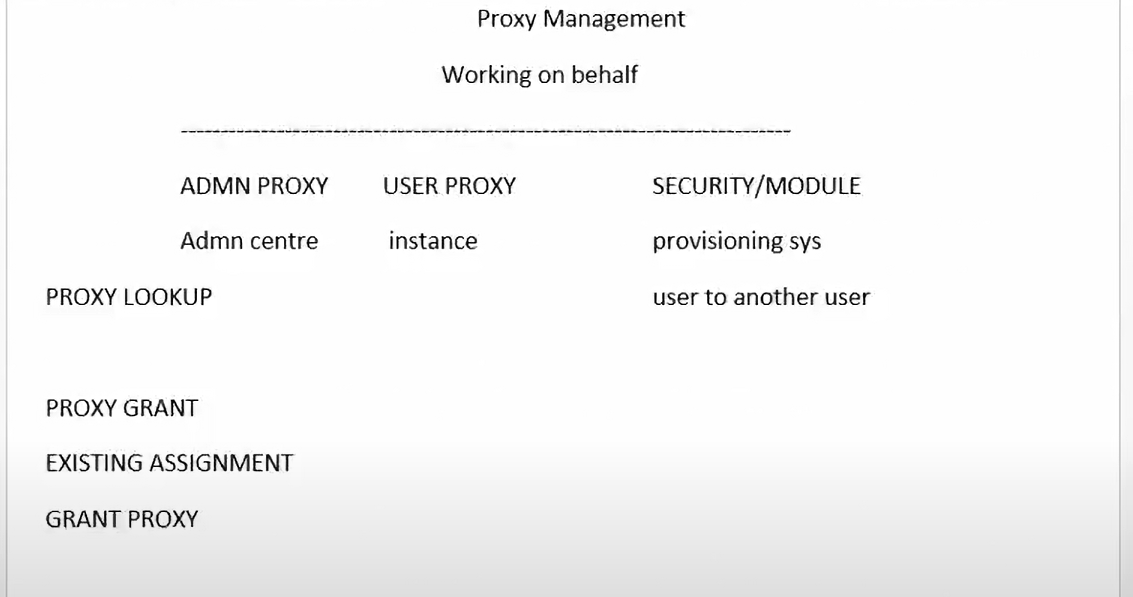 Proxy Management
Working on behalf
----------------------------------------------------------------------------
ADMN PROXY USER PROXY SECURITY/MODULE
Admn centre instance provisioning sys
PROXY LOOKUP user to another user
PROXY GRANT
EXISTING ASSIGNMENT
GRANT PROXY